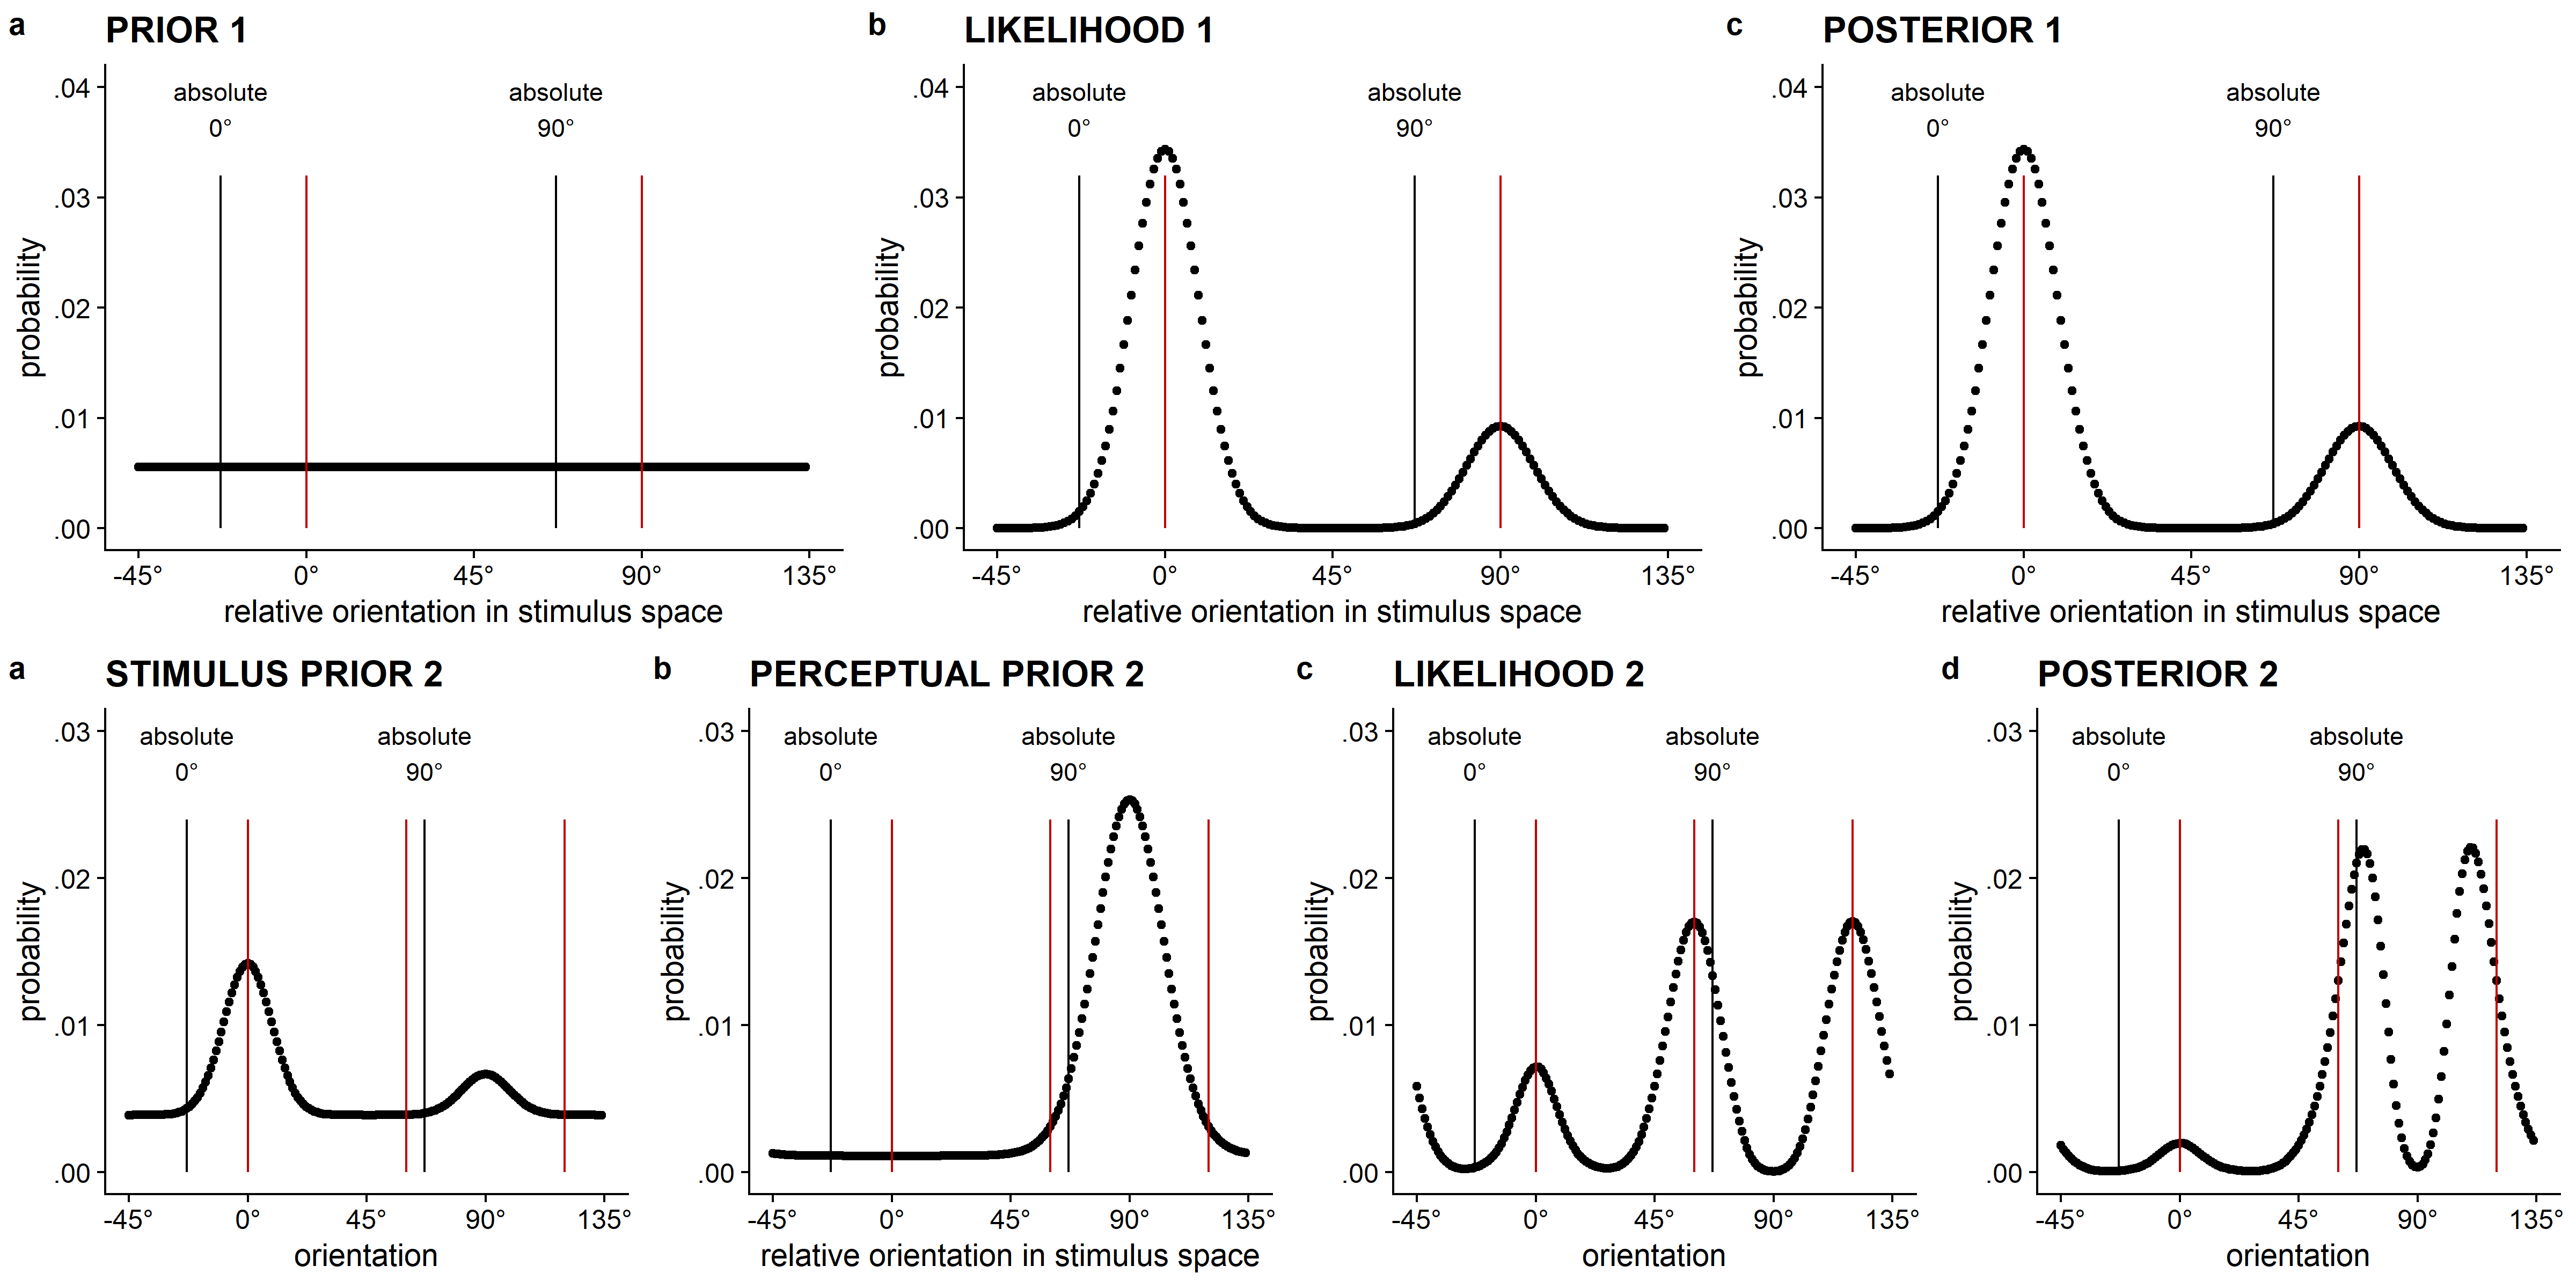 a PRIOR 1
absolute 0°
absolute 90°
.04
.03
.02
.01
.00
probability
-45° 0° 45° 90° 135°
relative orientation in stimulus space
b LIKELIHOOD 1
absolute 0°
absolute 90°
.04
.03
.02
.01
.00
probability
-45° 0° 45° 90° 135°
relative orientation in stimulus space
c POSTERIOR 1
absolute 0°
absolute 90°
.04
.03
.02
.01
.00
probability
-45° 0° 45° 90° 135°
relative orientation in stimulus space
a STIMULUS PRIOR 2
absolute 0°
absolute 90°
.03
.02
.01
.00
probability
-45° 0° 45° 90° 135°
orientation
b PERCEPTUAL PRIOR 2
absolute 0°
absolute 90°
.03
.02
.01
.00
probability
-45° 0° 45° 90° 135°
relative orientation in stimulus space
c LIKELIHOOD 2
absolute 0°
absolute 90°
.03
.02
.01
.00
probability
-45° 0° 45° 90° 135°
orientation
d POSTERIOR 2
absolute 0°
absolute 90°
.03
.02
.01
.00
probability
-45° 0° 45° 90° 135°
orientation